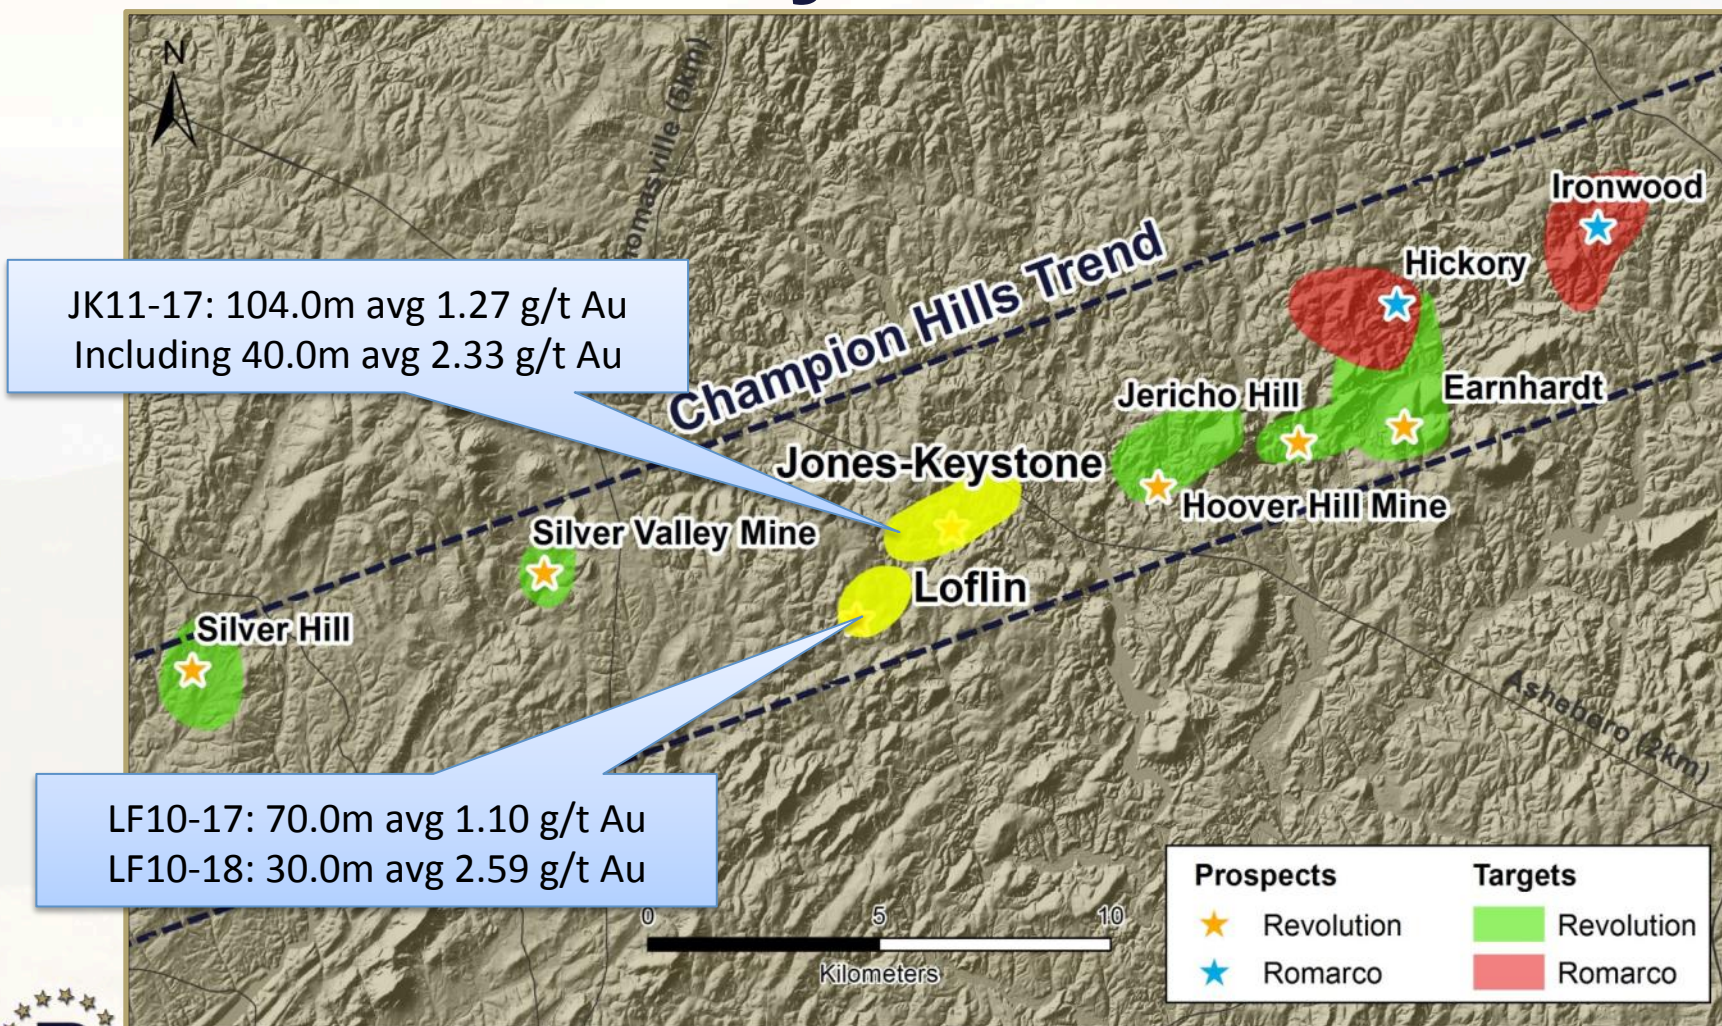 N
Ironwood
Hickory
Champion Hills Trend
JK11-17: 104.0m avg 1.27 g/t Au
Including 40.0m avg 2.33 g/t Au
Jericho Hill
Earnhardt
Jones-Keystone
Hoover Hill Mine
Silver Valley Mine
Loflin
Silver Hill
Asheboro (2km)
LF10-17: 70.0m avg 1.10 g/t Au
LF10-18: 30.0m avg 2.59 g/t Au
0 5 10
Kilometers
Prospects Targets
Revolution Revolution
Romarco Romarco